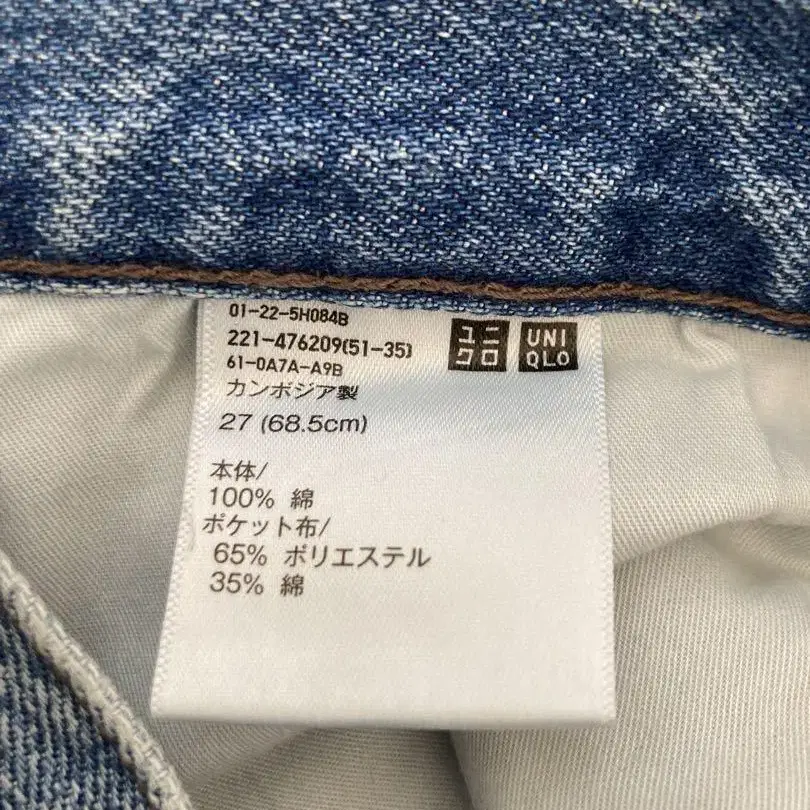 01-22-5H084B
221-476209(51-35)
61-0A7A-A9B
カンボジア製
27 (68.5cm)
ユニ
クロ
UNI
QLO
本体/
100% 綿
ポケット布/
65% ポリエステル
35% 綿